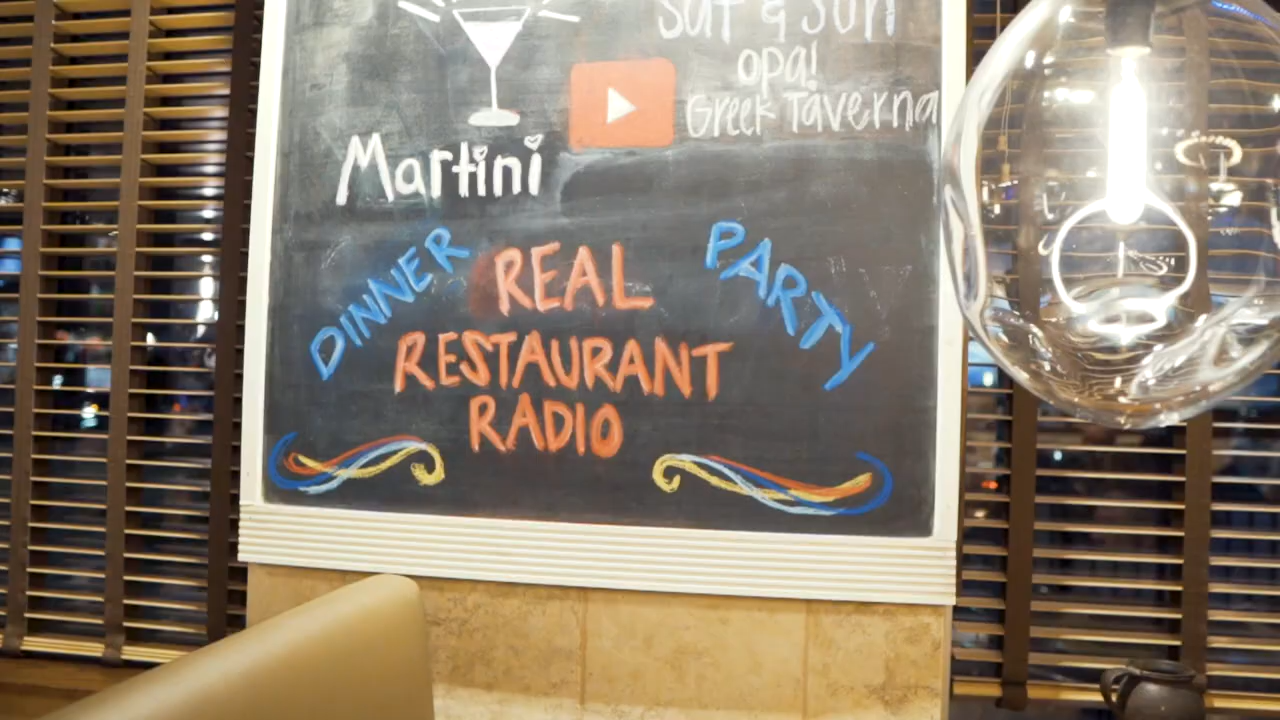 Sat & Sun
opa!
Greek Taverna
Martini
DINNER
REAL
PARTY
RESTAURANT
RADIO